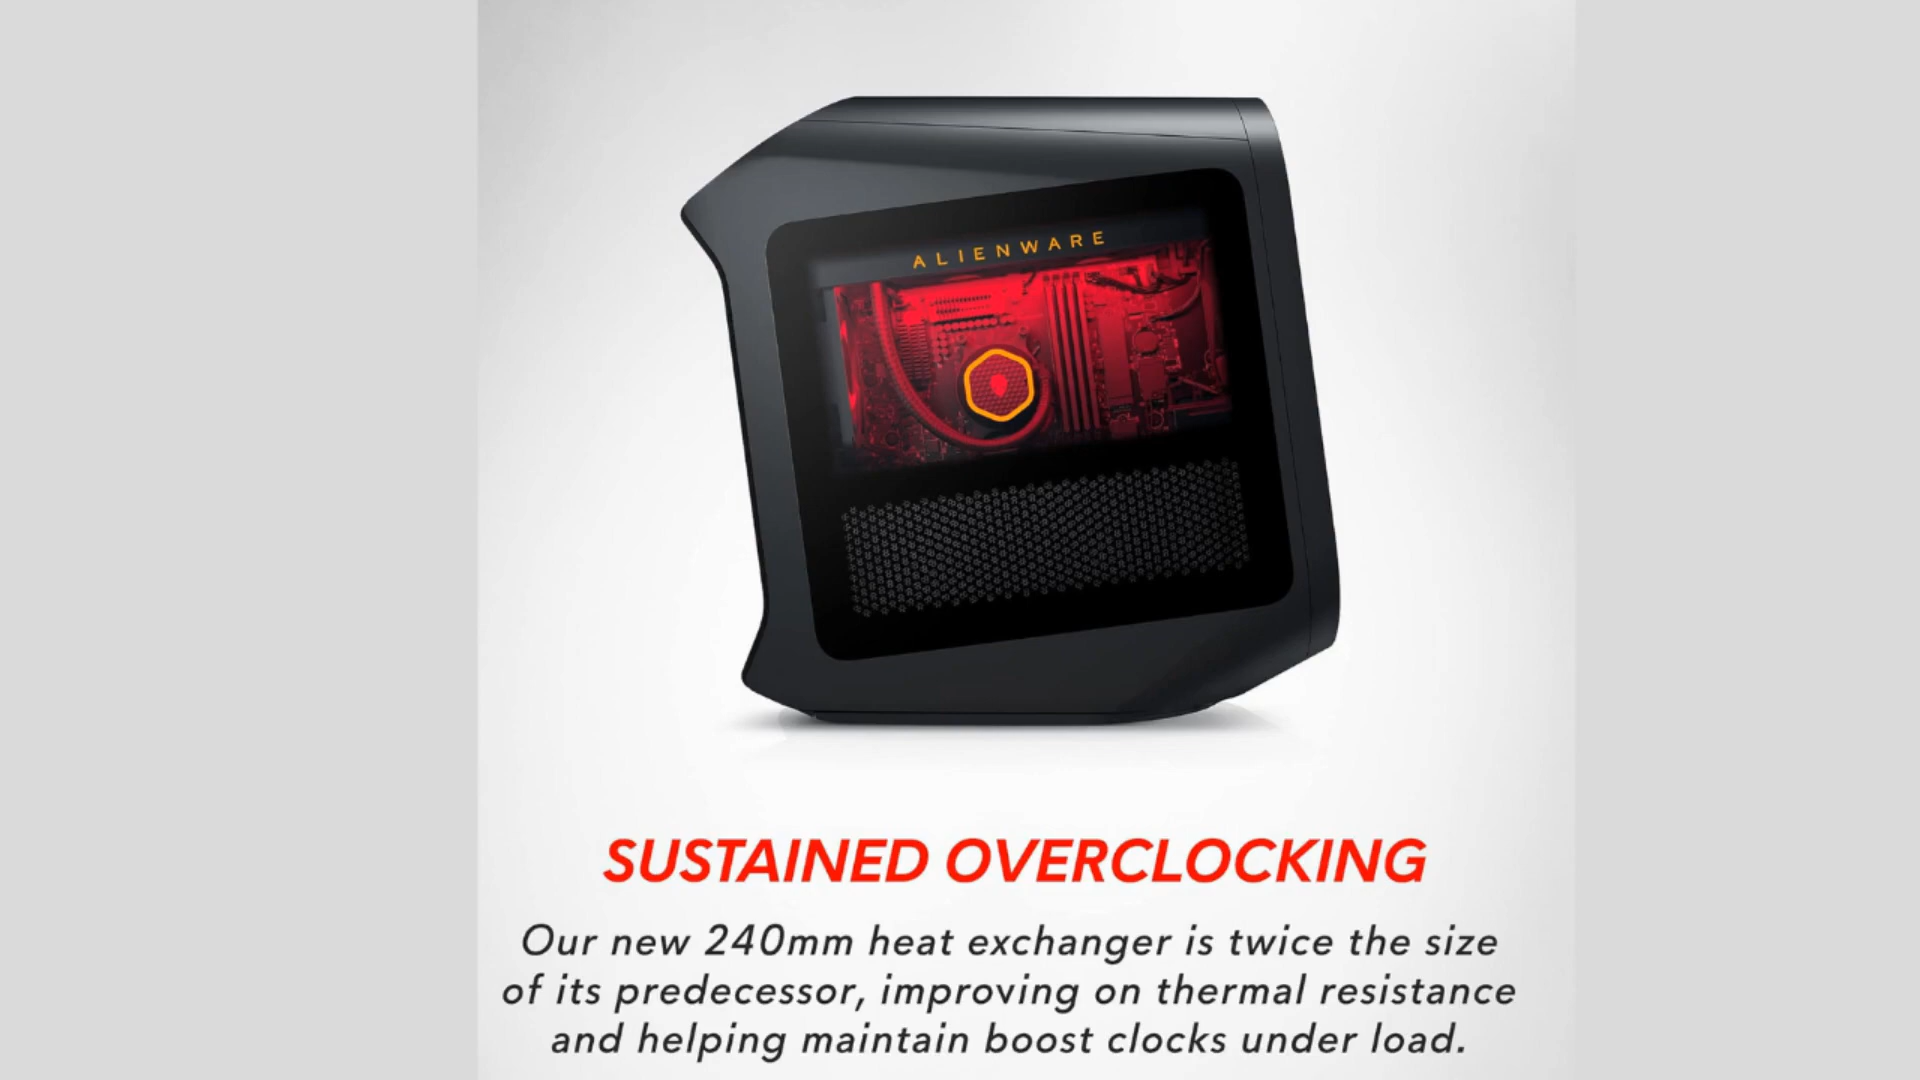 ALIENWARE
SUSTAINED OVERCLOCKING
Our new 240mm heat exchanger is twice the size
of its predecessor, improving on thermal resistance
and helping maintain boost clocks under load.